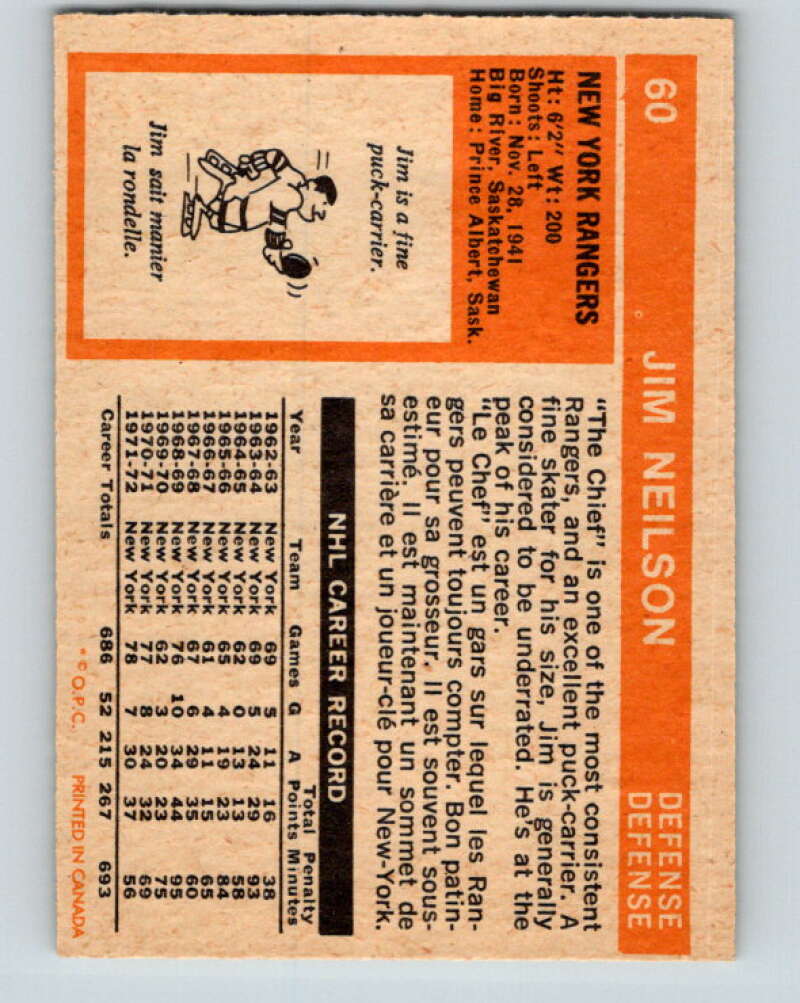 60 JIM NEILSON DEFENSE
DEFENSE
NEW YORK RANGERS
Ht: 6'2" Wt: 200
Shoots: Left
Born: Nov. 28, 1941
Big River, Saskatchewan
Home: Prince Albert, Sask.
Jim is a fine
puck-carrier.
Jim sait manier
la rondelle.
"The Chief" is one of the most consistent
Rangers, and an excellent puck-carrier. A
fine skater for his size, Jim is generally
considered to be underrated. He's at the
peak of his career.
"Le Chef" est un gars sur lequel les Ran-
gers peuvent toujours compter. Bon patin-
eur pour sa grosseur. Il est souvent sous-
estimé. Il est maintenant un sommet de
sa carrière et un joueur-clé pour New-York.
NHL CAREER RECORD
Total Penalty
Year Team Games G A Points Minutes
1962-63 New York 69 5 11 16 38
1963-64 New York 69 5 24 29 93
1964-65 New York 62 0 13 13 58
1965-66 New York 65 4 19 23 84
1966-67 New York 61 4 11 15 65
1967-68 New York 67 6 29 35 60
1968-69 New York 76 10 34 44 95
1969-70 New York 62 3 20 23 75
1970-71 New York 77 8 24 32 69
1971-72 New York 78 7 30 37 56
Career Totals 686 52 215 267 693
*© O.P.C. PRINTED IN CANADA